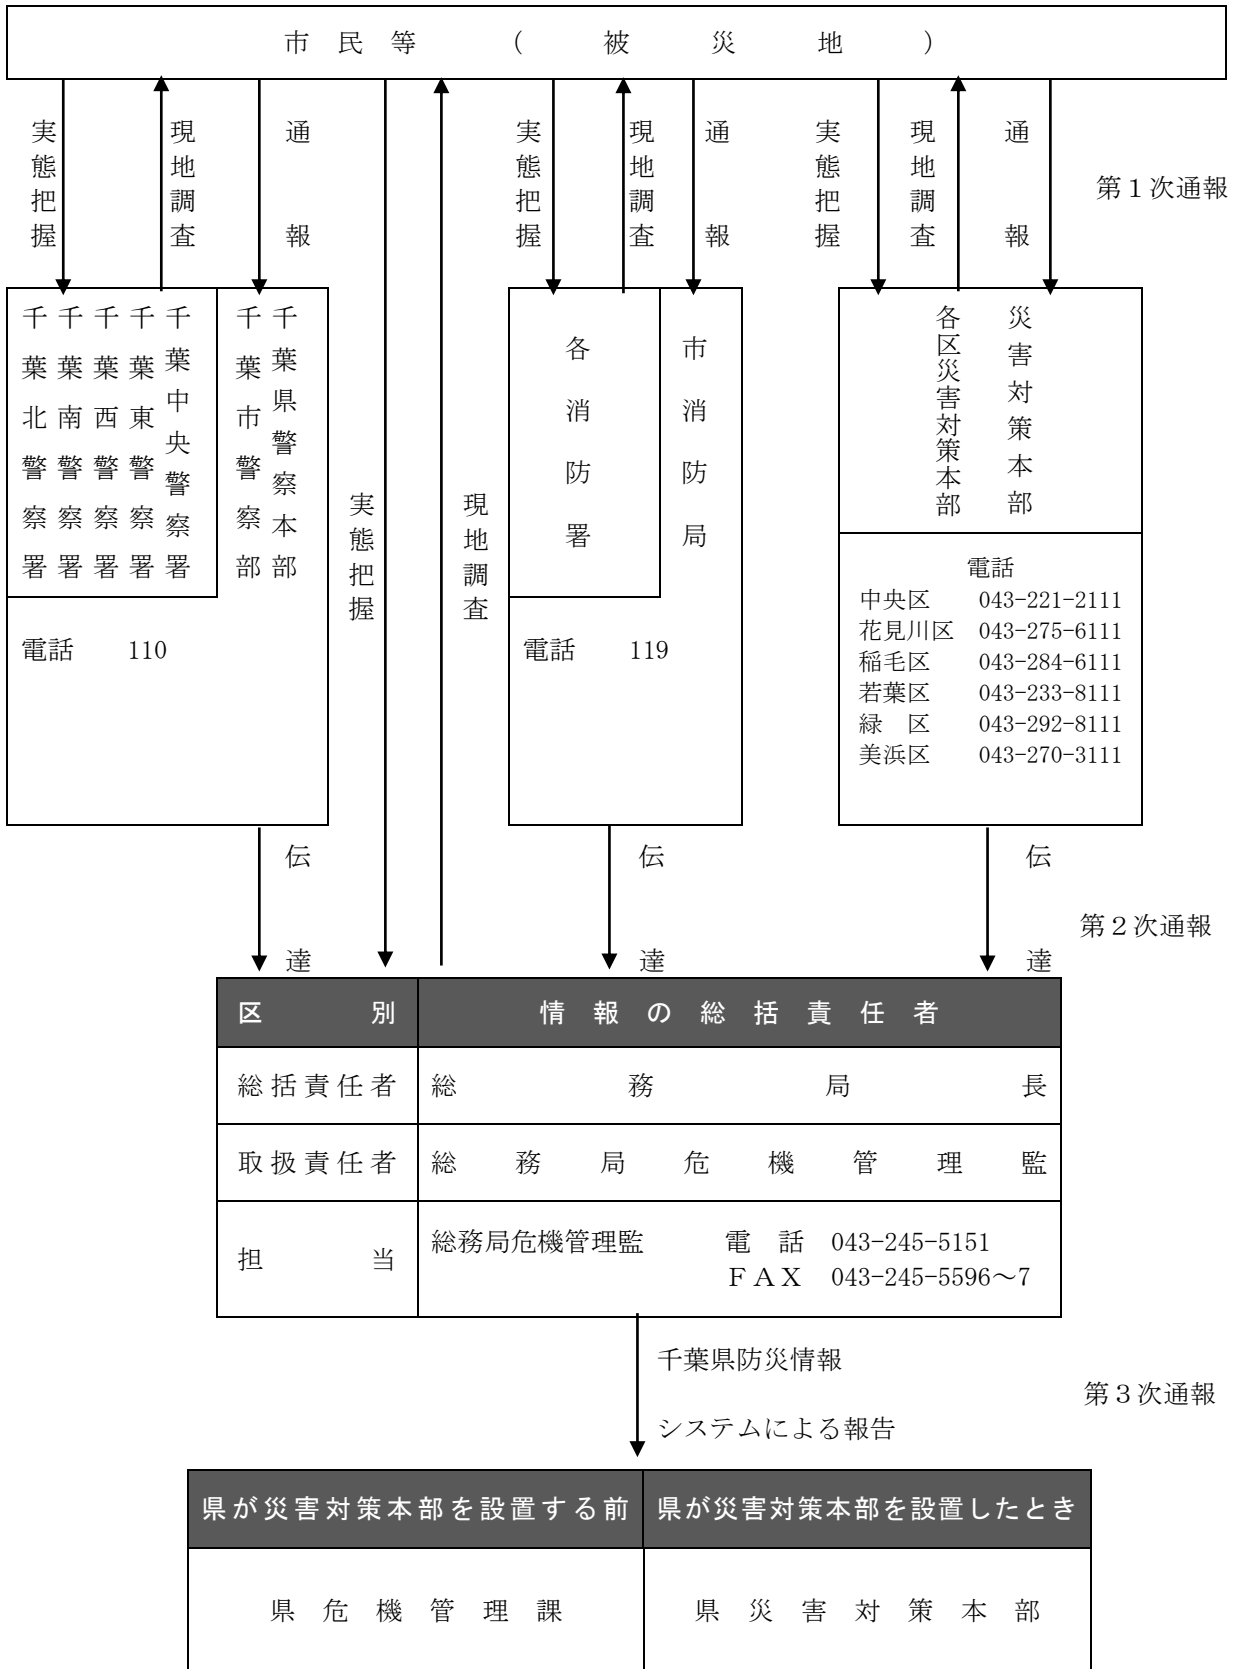 市民等（被災地）
実態把握
現地調査
通報
実態把握
現地調査
通報
実態把握
現地調査
通報
第１次通報
千葉北警察署
千葉南警察署
千葉西警察署
千葉東警察署
千葉中央警察署
千葉市警察部
千葉県警察本部
電話　110
実態把握
現地調査
各消防署
市消防局
電話　119
各区災害対策本部
災害対策本部
電話
中央区　043-221-2111
花見川区　043-275-6111
稲毛区　043-284-6111
若葉区　043-233-8111
緑　区　043-292-8111
美浜区　043-270-3111
伝達
伝達
伝達
第２次通報
区別　情報の総括責任者
総括責任者　総務局長
取扱責任者　総務局危機管理監
担当　総務局危機管理監　電　話　043-245-5151
ＦＡＸ　043-245-5596～7
千葉県防災情報
システムによる報告
第３次通報
県が災害対策本部を設置する前　県が災害対策本部を設置したとき
県危機管理課　県災害対策本部